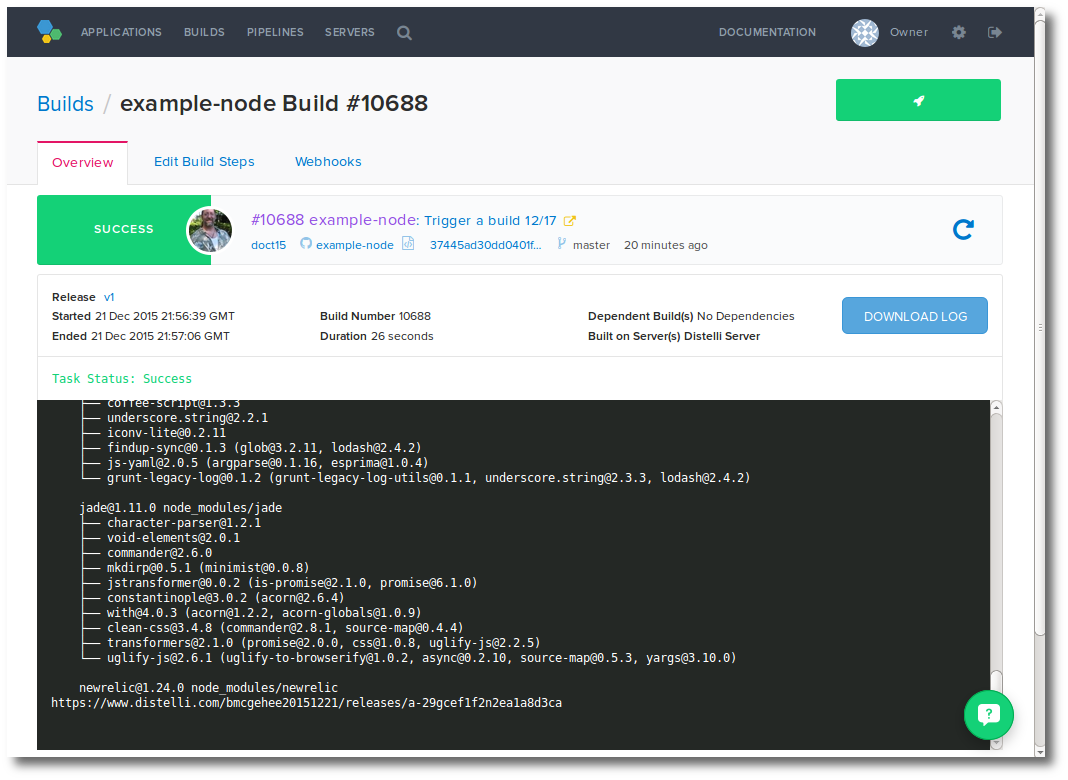 APPLICATIONS BUILDS PIPELINES SERVERS DOCUMENTATION Owner
Builds / example-node Build #10688
Overview Edit Build Steps Webhooks
SUCCESS
#10688 example-node: Trigger a build 12/17
doct15 example-node 37445ad30dd0401f... master 20 minutes ago
Release v1
Started 21 Dec 2015 21:56:39 GMT Build Number 10688 Dependent Build(s) No Dependencies
Ended 21 Dec 2015 21:57:06 GMT Duration 26 seconds Built on Server(s) Distelli Server
DOWNLOAD LOG
Task Status: Success
├── coffee-script@1.3.3
├── underscore.string@2.2.1
├── iconv-lite@0.2.11
├── findup-sync@0.1.3 (glob@3.2.11, lodash@2.4.2)
├── js-yaml@2.0.5 (argparse@0.1.16, esprima@1.0.4)
└── grunt-legacy-log@0.1.2 (grunt-legacy-log-utils@0.1.1, underscore.string@2.3.3, lodash@2.4.2)
jade@1.11.0 node_modules/jade
├── character-parser@1.2.1
├── void-elements@2.0.1
├── commander@2.6.0
├── mkdirp@0.5.1 (minimist@0.0.8)
├── jstransformer@0.0.2 (is-promise@2.1.0, promise@6.1.0)
├── constantinople@3.0.2 (acorn@2.6.4)
├── with@4.0.3 (acorn@1.2.2, acorn-globals@1.0.9)
├── clean-css@3.4.8 (commander@2.8.1, source-map@0.4.4)
├── transformers@2.1.0 (promise@2.0.0, css@1.0.8, uglify-js@2.2.5)
└── uglify-js@2.6.1 (uglify-to-browserify@1.0.2, async@0.2.10, source-map@0.5.3, yargs@3.10.0)
newrelic@1.24.0 node_modules/newrelic
https://www.distelli.com/bmcgehee20151221/releases/a-29gcef1f2n2ea1a8d3ca